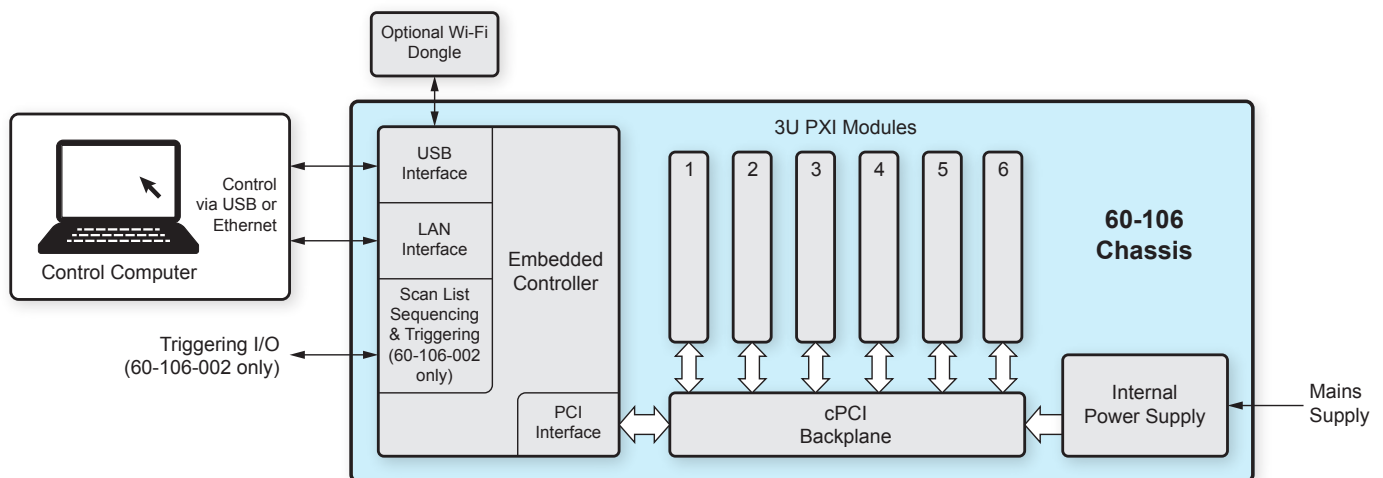 Optional Wi-Fi
Dongle
3U PXI Modules
USB
Interface
Control
via USB or
Ethernet
LAN
Interface
Control Computer
Embedded
Controller
Scan List
Sequencing
& Triggering
(60-106-002
only)
Triggering I/O
(60-106-002 only)
PCI
Interface
1
2
3
4
5
6
60-106
Chassis
cPCI
Backplane
Internal
Power Supply
Mains
Supply